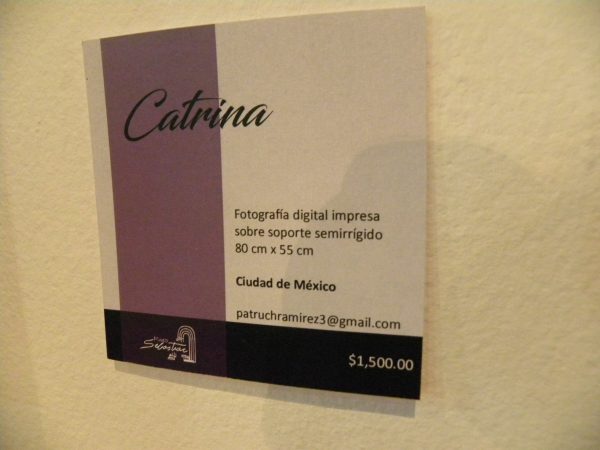 Catrina
Fotografía digital impresa
sobre soporte semirrígido
80 cm x 55 cm
Ciudad de México
patruchramirez3@gmail.com
Sebastian
$1,500.00